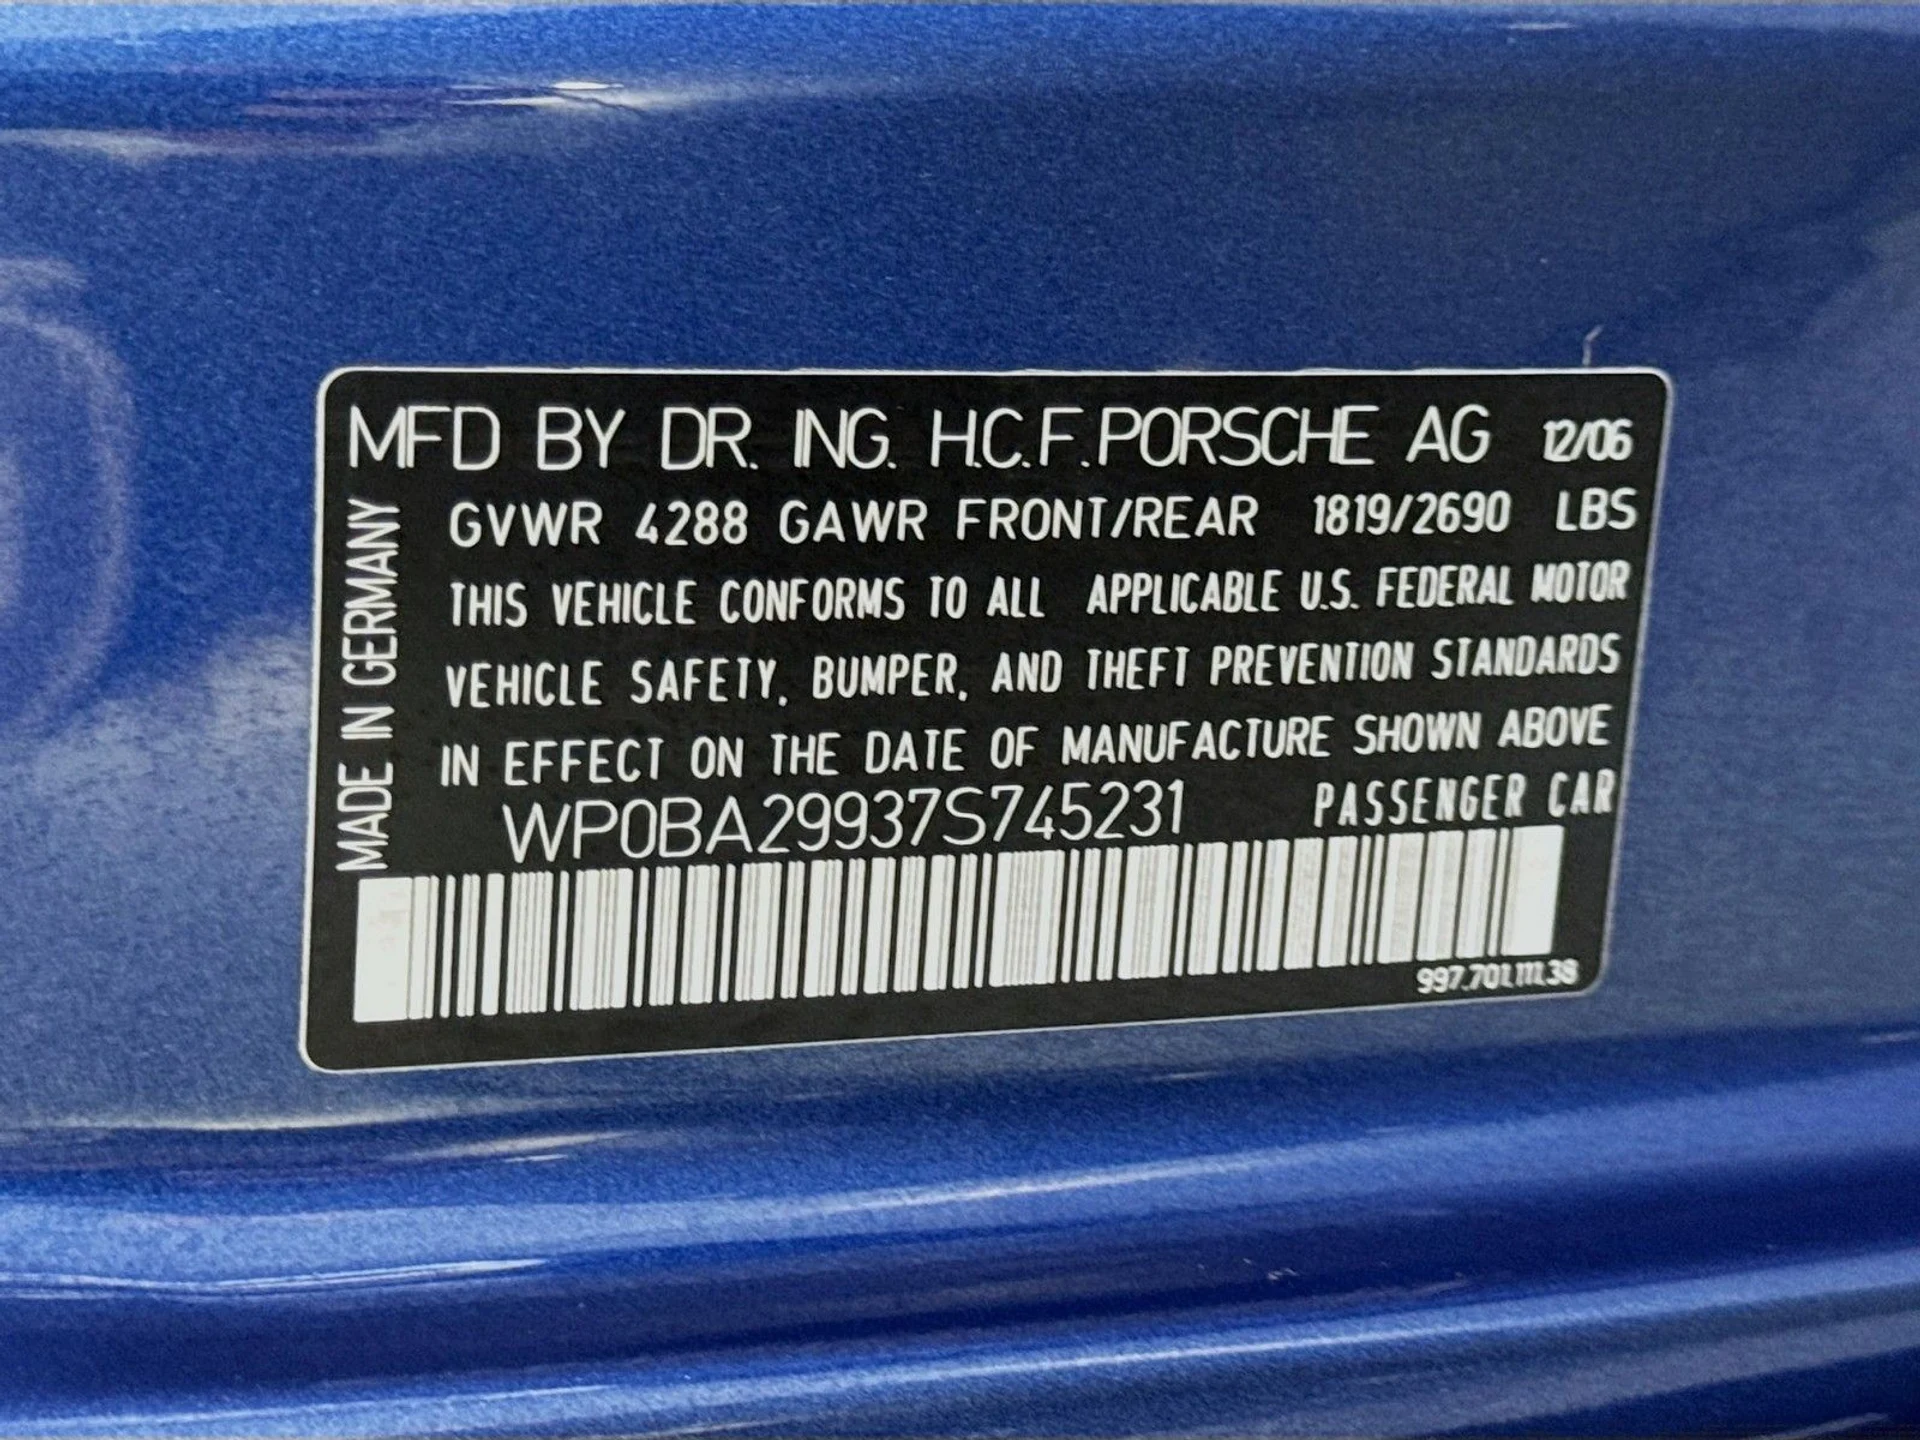 MFD BY DR. ING. H.C.F. PORSCHE AG 12/06
GVWR 4288 GAWR FRONT/REAR 1819/2690 LBS
THIS VEHICLE CONFORMS TO ALL APPLICABLE U.S. FEDERAL MOTOR
VEHICLE SAFETY, BUMPER, AND THEFT PREVENTION STANDARDS
IN EFFECT ON THE DATE OF MANUFACTURE SHOWN ABOVE
WP0BA29937S745231 PASSENGER CAR
MADE IN GERMANY
997.701.111.38